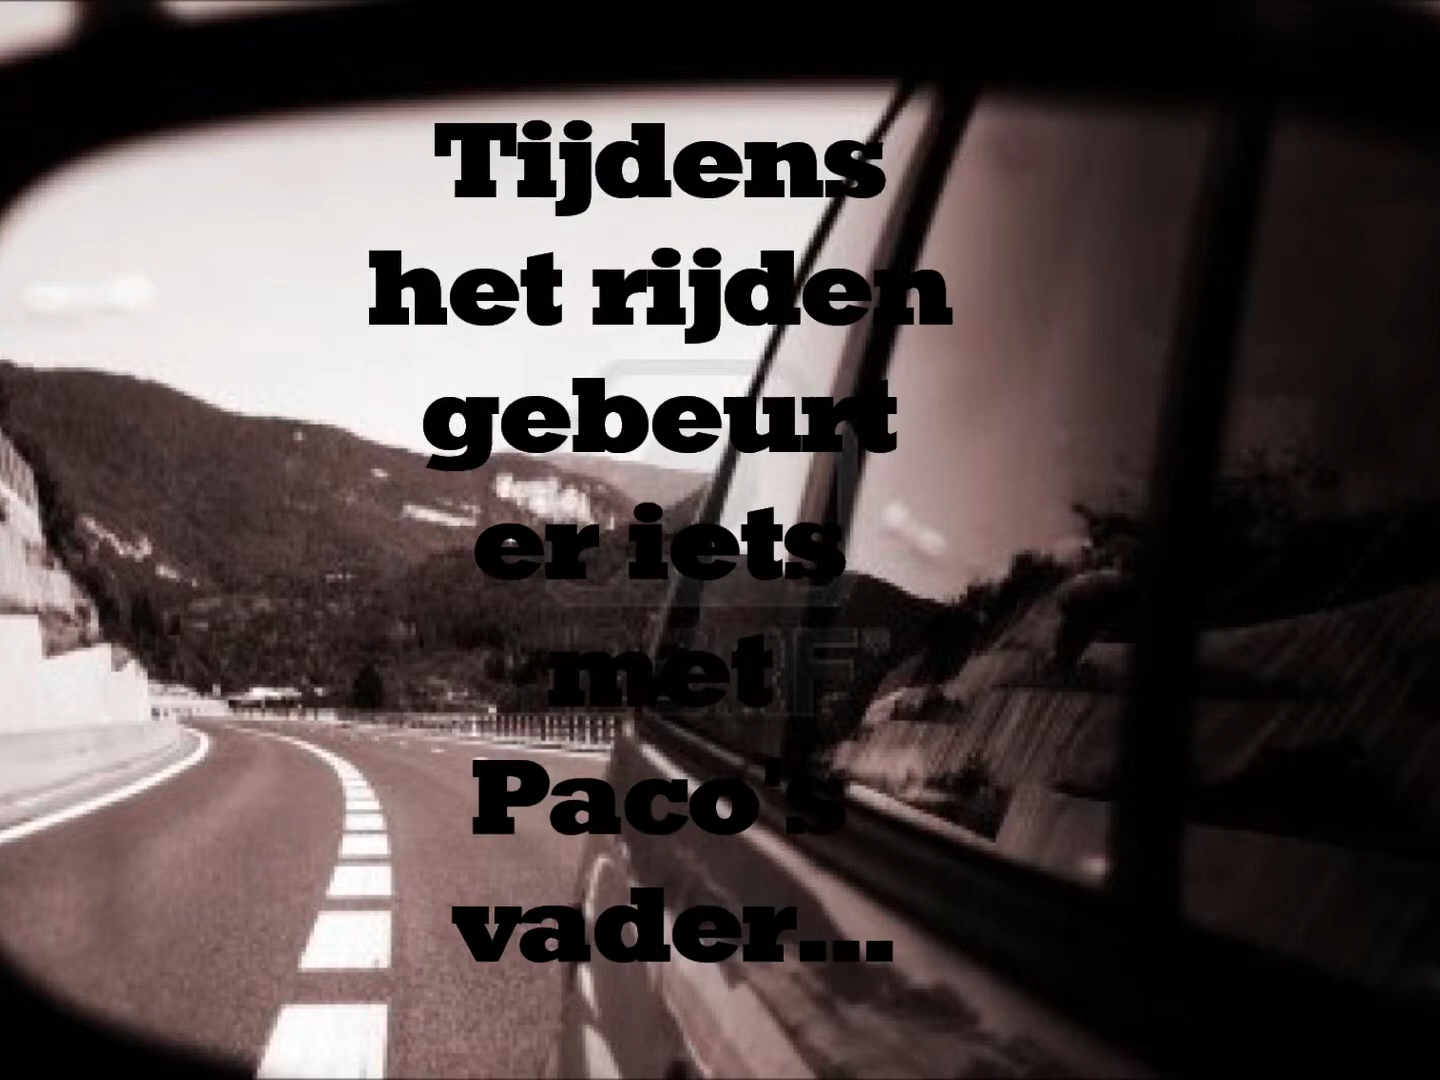 Tijdens
het rijden
gebeurt
er iets
met
Paco's
vader...